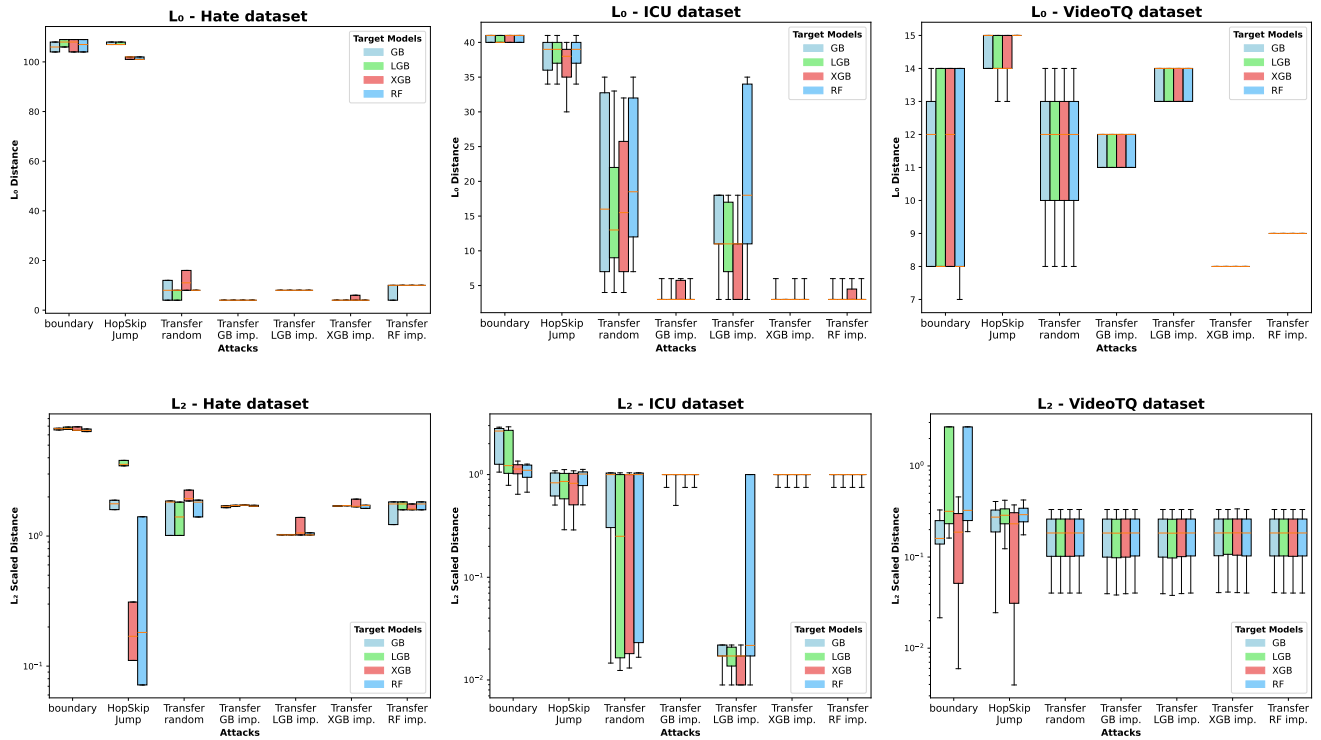 L₀ - Hate dataset
L₀ Distance
100
80
60
40
20
0
Target Models
GB
LGB
XGB
RF
boundary HopSkip Jump Transfer random Transfer GB imp. Transfer LGB imp. Transfer XGB imp. Transfer RF imp.
Attacks
L₀ - ICU dataset
L₀ Distance
40
35
30
25
20
15
10
5
Target Models
GB
LGB
XGB
RF
boundary HopSkip Jump Transfer random Transfer GB imp. Transfer LGB imp. Transfer XGB imp. Transfer RF imp.
Attacks
L₀ - VideoTQ dataset
L₀ Distance
15
14
13
12
11
10
9
8
7
Target Models
GB
LGB
XGB
RF
boundary HopSkip Jump Transfer random Transfer GB imp. Transfer LGB imp. Transfer XGB imp. Transfer RF imp.
Attacks
L₂ - Hate dataset
L₂ Scaled Distance
10⁰
10⁻¹
Target Models
GB
LGB
XGB
RF
boundary HopSkip Jump Transfer random Transfer GB imp. Transfer LGB imp. Transfer XGB imp. Transfer RF imp.
Attacks
L₂ - ICU dataset
L₂ Scaled Distance
10⁰
10⁻¹
10⁻²
Target Models
GB
LGB
XGB
RF
boundary HopSkip Jump Transfer random Transfer GB imp. Transfer LGB imp. Transfer XGB imp. Transfer RF imp.
Attacks
L₂ - VideoTQ dataset
L₂ Scaled Distance
10⁰
10⁻¹
10⁻²
Target Models
GB
LGB
XGB
RF
boundary HopSkip Jump Transfer random Transfer GB imp. Transfer LGB imp. Transfer XGB imp. Transfer RF imp.
Attacks